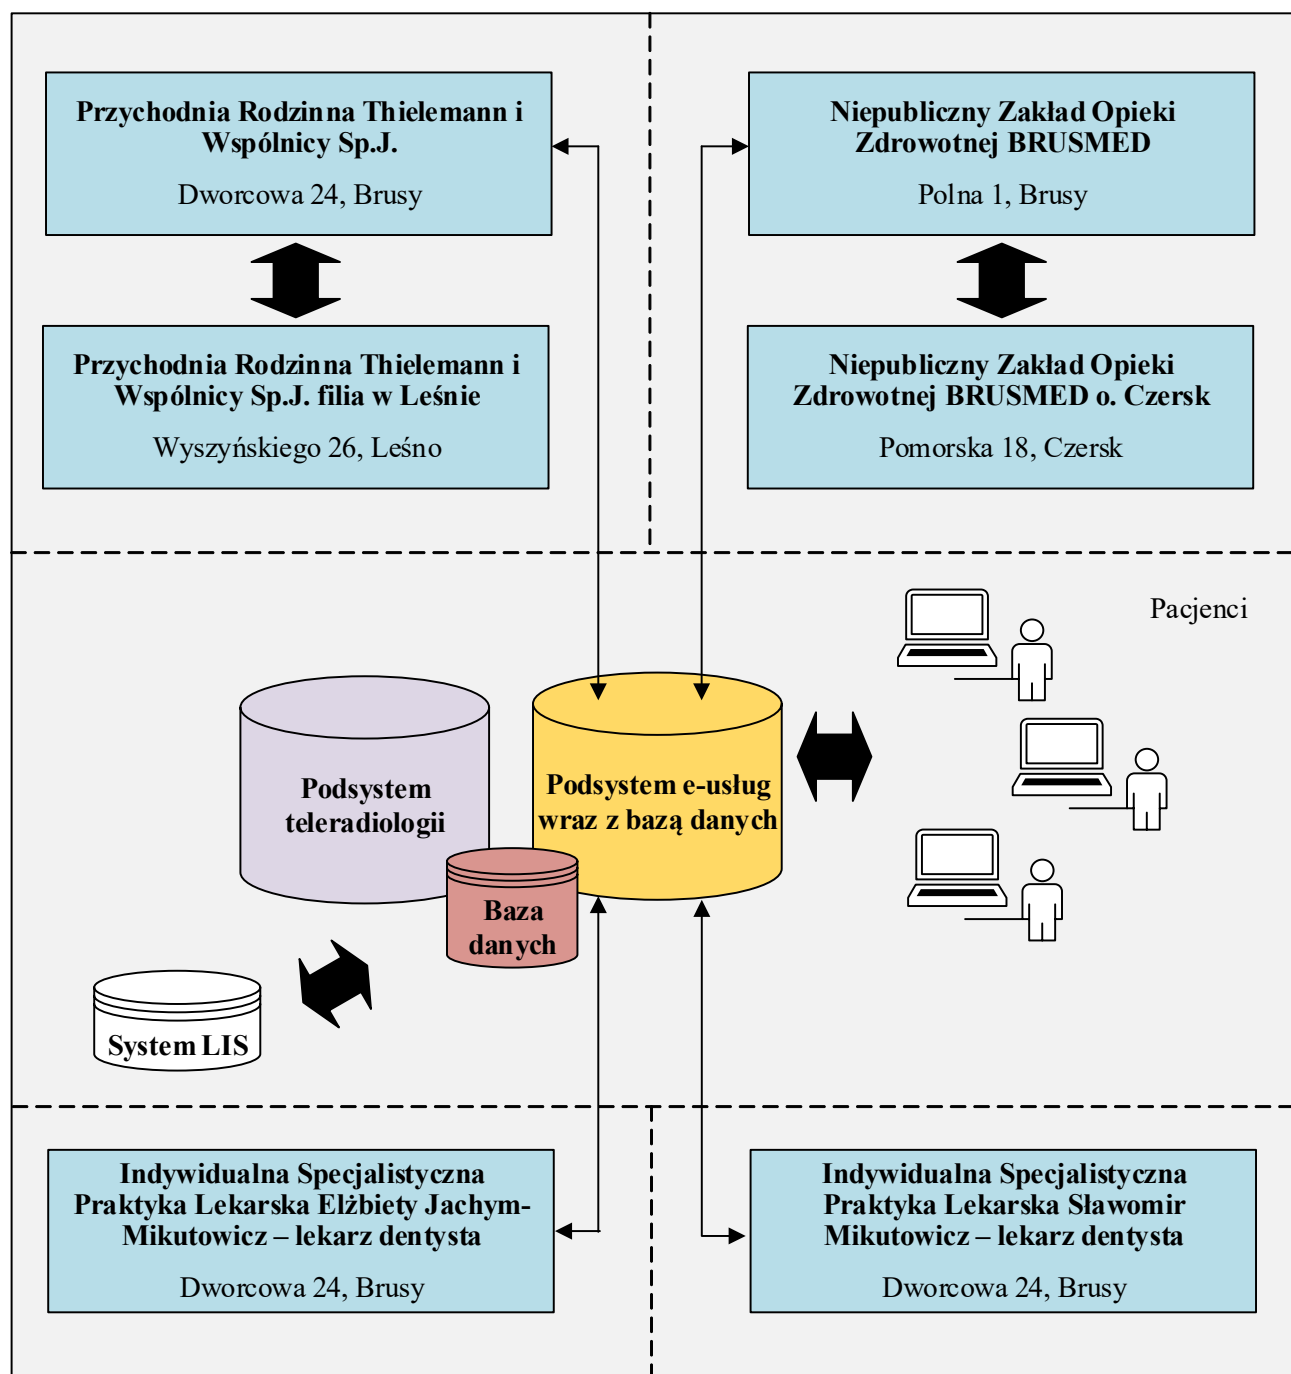 Przychodnia Rodzinna Thielemann i
Wspólnicy Sp.J.
Dworcowa 24, Brusy
Niepubliczny Zakład Opieki
Zdrowotnej BRUSMED
Polna 1, Brusy
Przychodnia Rodzinna Thielemann i
Wspólnicy Sp.J. filia w Leśnie
Wyszyńskiego 26, Leśno
Niepubliczny Zakład Opieki
Zdrowotnej BRUSMED o. Czersk
Pomorska 18, Czersk
Pacjenci
Podsystem
teleradiologii
Podsystem e-usług
wraz z bazą danych
Baza
danych
System LIS
Indywidualna Specjalistyczna
Praktyka Lekarska Elżbiety Jachym-
Mikutowicz – lekarz dentysta
Dworcowa 24, Brusy
Indywidualna Specjalistyczna
Praktyka Lekarska Sławomir
Mikutowicz – lekarz dentysta
Dworcowa 24, Brusy